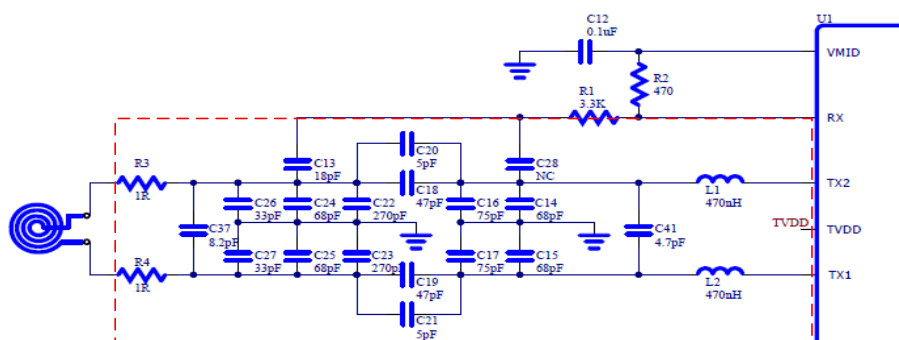 U1
C12
0.1uF
VMID
R2
470
R1
3.3K
RX
C20
5pF
C13
18pF
C28
NC
R3
1R
C18
47pF
L1
470nH
TX2
C26
33pF
C24
68pF
C22
270pF
C16
75pF
C14
68pF
C37
8.2pF
C41
4.7pF
TVDD
TVDD
C27
33pF
C25
68pF
C23
270pF
C17
75pF
C15
68pF
R4
1R
C19
47pF
L2
470nH
TX1
C21
5pF